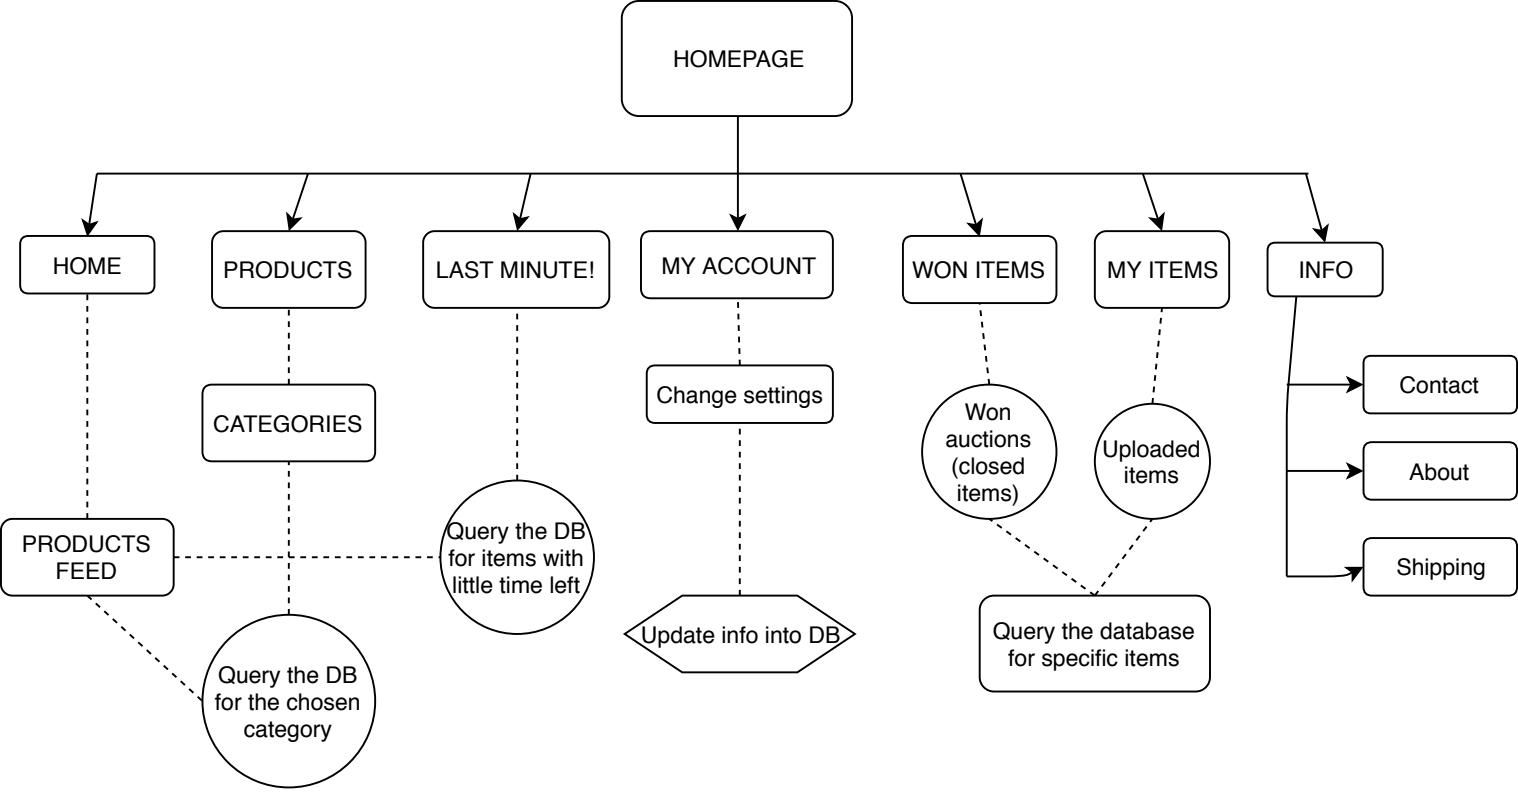 HOMEPAGE
HOME
PRODUCTS
LAST MINUTE!
MY ACCOUNT
WON ITEMS
MY ITEMS
INFO
Contact
Change settings
CATEGORIES
Won
auctions
(closed
items)
Uploaded
items
About
PRODUCTS
FEED
Query the DB
for items with
little time left
Shipping
Update info into DB
Query the database
for specific items
Query the DB
for the chosen
category